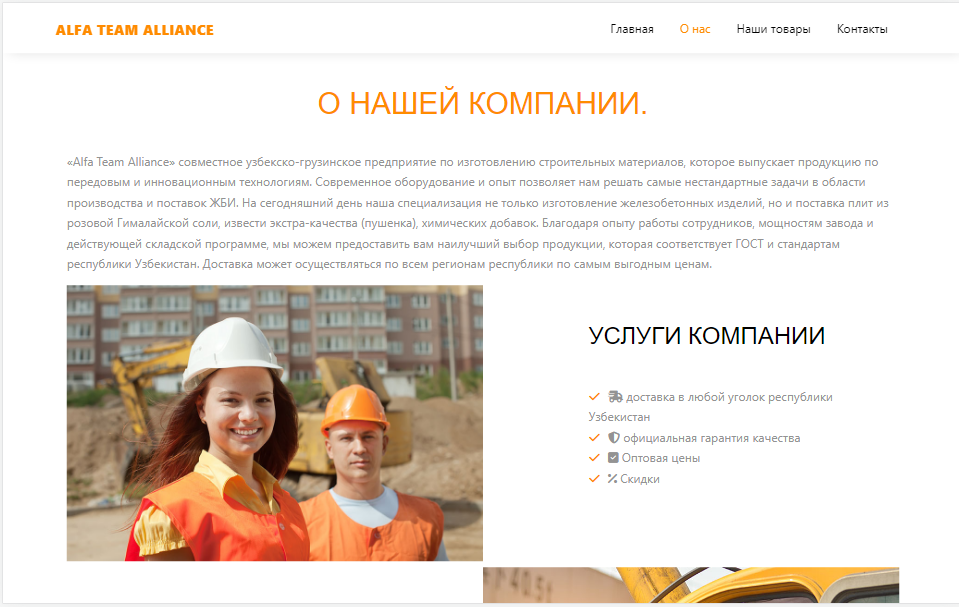 ALFA TEAM ALLIANCE
Главная О нас Наши товары Контакты
О НАШЕЙ КОМПАНИИ.
«Alfa Team Alliance» совместное узбекско-грузинское предприятие по изготовлению строительных материалов, которое выпускает продукцию по
передовым и инновационным технологиям. Современное оборудование и опыт позволяет нам решать самые нестандартные задачи в области
производства и поставок ЖБИ. На сегодняшний день наша специализация не только изготовление железобетонных изделий, но и поставка плит из
розовой Гималайской соли, извести экстра-качества (пушенка), химических добавок. Благодаря опыту работы сотрудников, мощностям завода и
действующей складской программе, мы можем предоставить вам наилучший выбор продукции, которая соответствует ГОСТ и стандартам
республики Узбекистан. Доставка может осуществляться по всем регионам республики по самым выгодным ценам.
УСЛУГИ КОМПАНИИ
доставка в любой уголок республики
Узбекистан
официальная гарантия качества
Оптовая цены
Скидки